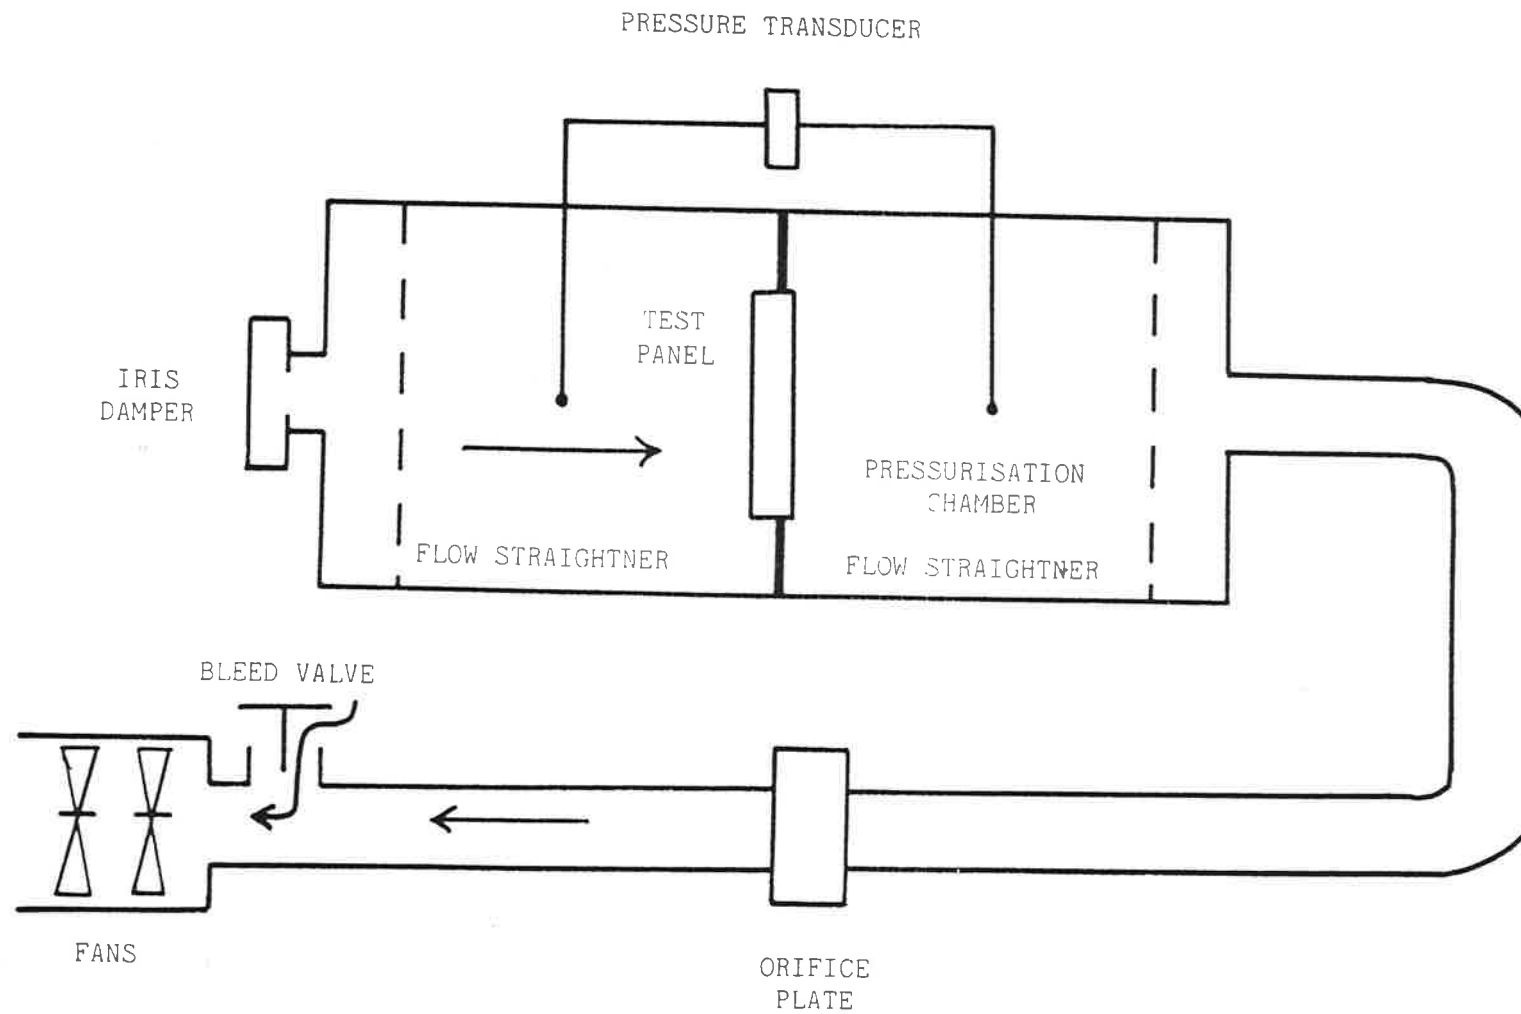 PRESSURE TRANSDUCER
TEST
PANEL
IRIS
DAMPER
PRESSURISATION
CHAMBER
FLOW STRAIGHTNER
FLOW STRAIGHTNER
BLEED VALVE
FANS
ORIFICE
PLATE